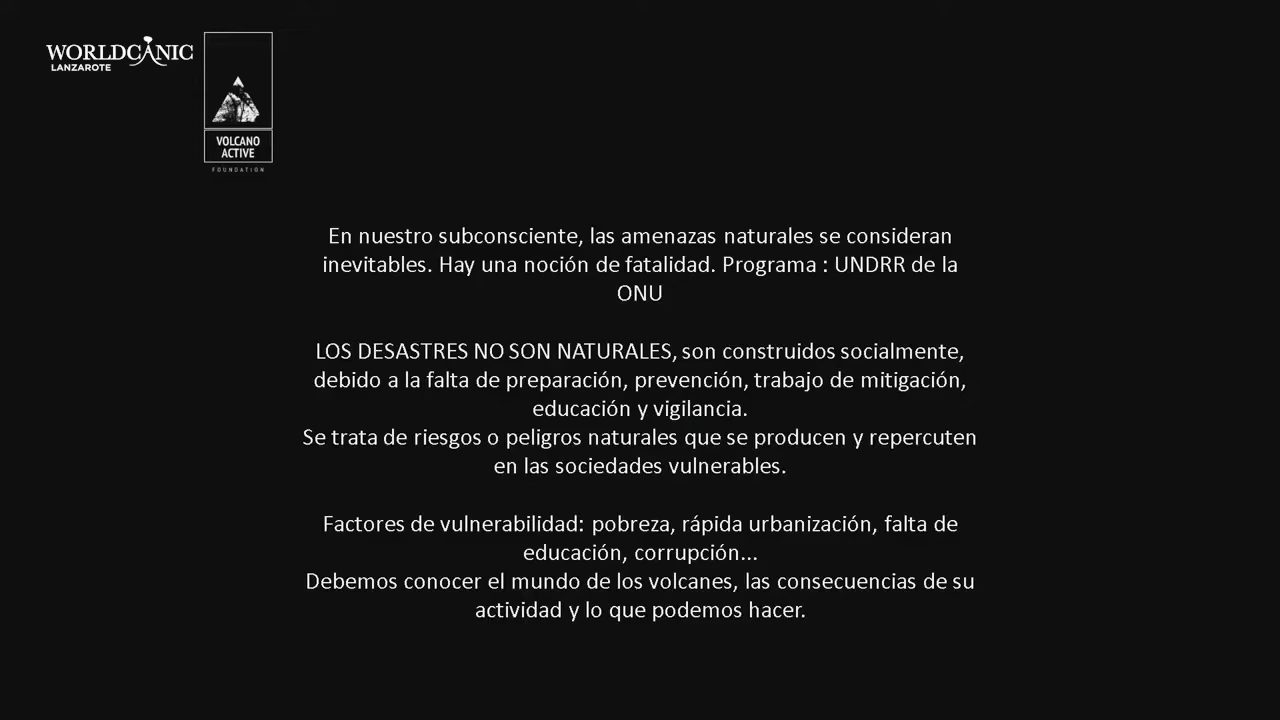 WORLDCANIC
LANZAROTE
VOLCANO
ACTIVE
FOUNDATION
En nuestro subconsciente, las amenazas naturales se consideran
inevitables. Hay una noción de fatalidad. Programa : UNDRR de la
ONU
LOS DESASTRES NO SON NATURALES, son construidos socialmente,
debido a la falta de preparación, prevención, trabajo de mitigación,
educación y vigilancia.
Se trata de riesgos o peligros naturales que se producen y repercuten
en las sociedades vulnerables.
Factores de vulnerabilidad: pobreza, rápida urbanización, falta de
educación, corrupción...
Debemos conocer el mundo de los volcanes, las consecuencias de su
actividad y lo que podemos hacer.